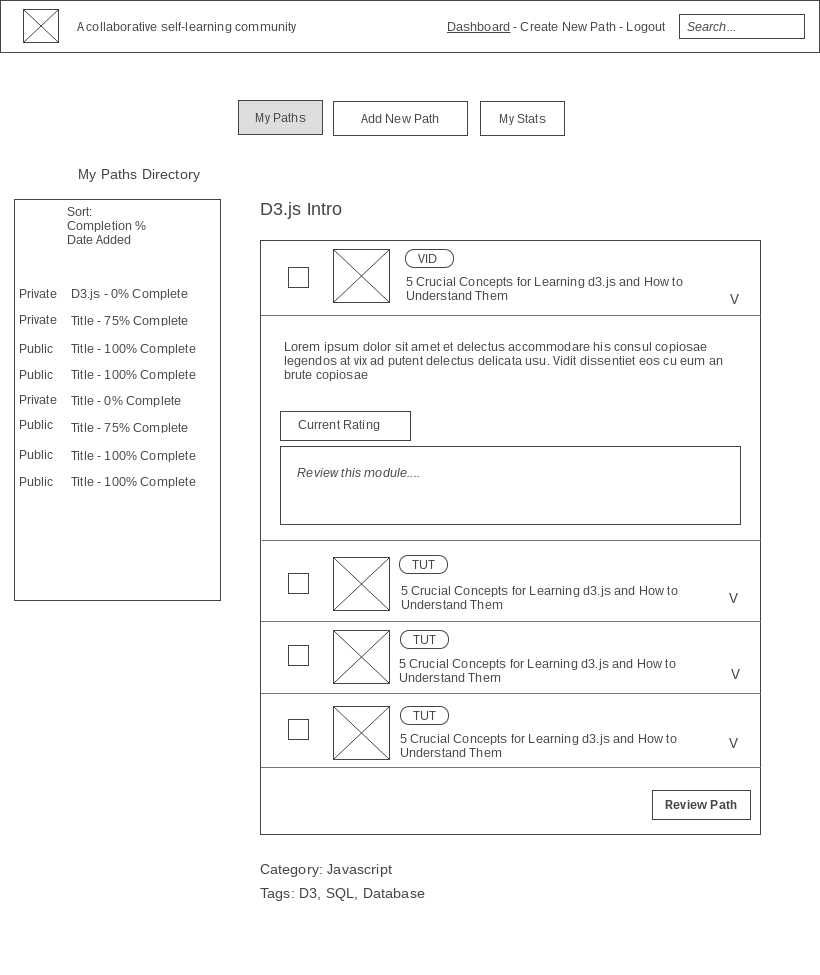 A collaborative self-learning community
Dashboard - Create New Path - Logout
Search...
My Paths
Add New Path
My Stats
My Paths Directory
Sort:
Completion %
Date Added
Private D3.js - 0% Complete
Private Title - 75% Complete
Public Title - 100% Complete
Public Title - 100% Complete
Private Title - 0% Complete
Public Title - 75% Complete
Public Title - 100% Complete
Public Title - 100% Complete
D3.js Intro
VID
5 Crucial Concepts for Learning d3.js and How to
Understand Them
V
Lorem ipsum dolor sit amet et delectus accommodare his consul copiosae
legendos at vix ad putent delectus delicata usu. Vidit dissentiet eos cu eum an
brute copiosae
Current Rating
Review this module....
TUT
5 Crucial Concepts for Learning d3.js and How to
Understand Them
V
TUT
5 Crucial Concepts for Learning d3.js and How to
Understand Them
V
TUT
5 Crucial Concepts for Learning d3.js and How to
Understand Them
V
Review Path
Category: Javascript
Tags: D3, SQL, Database